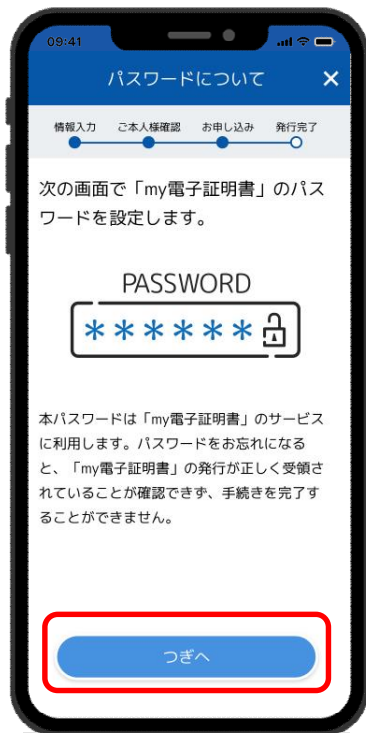 09:41
パスワードについて ×
情報入力 ご本人様確認 お申し込み 発行完了
次の画面で「my電子証明書」のパス
ワードを設定します。
PASSWORD
******
本パスワードは「my電子証明書」のサービス
に利用します。パスワードをお忘れになる
と、「my電子証明書」の発行が正しく受領さ
れていることが確認できず、手続きを完了す
ることができません。
つぎへ